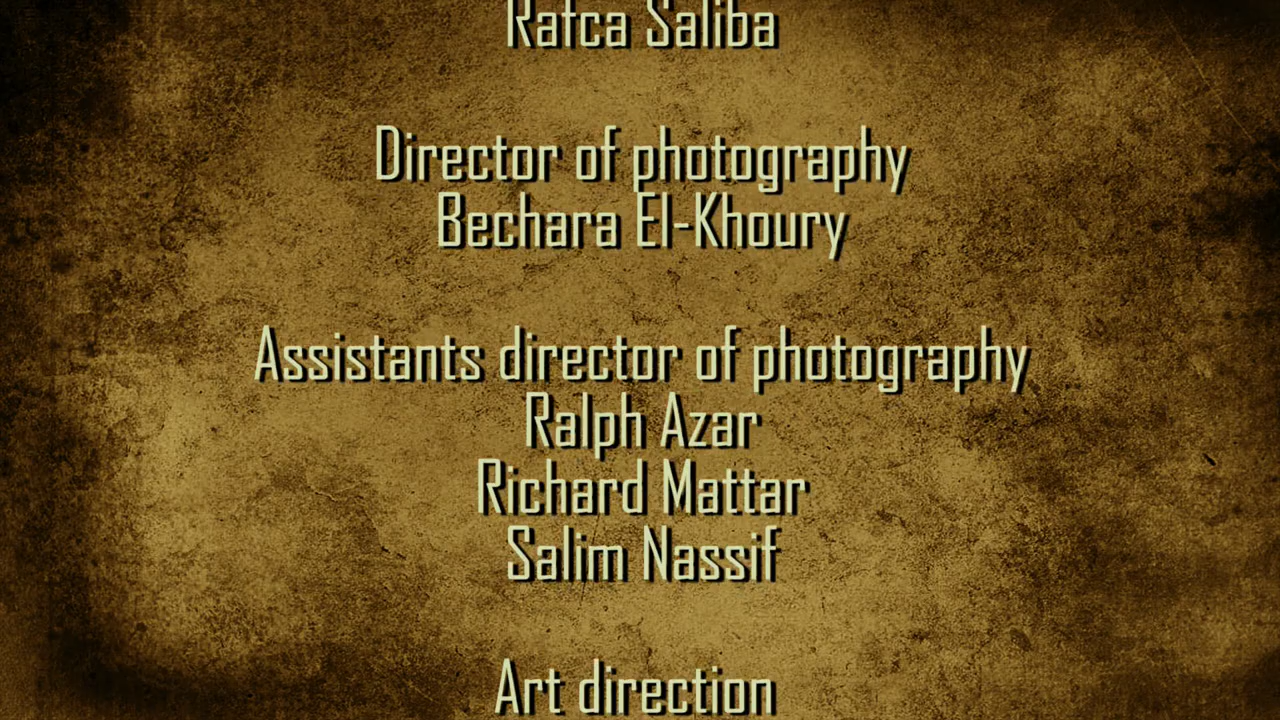 Rafca Saliba
Director of photography
Bechara El-Khoury
Assistants director of photography
Ralph Azar
Richard Mattar
Salim Nassif
Art direction